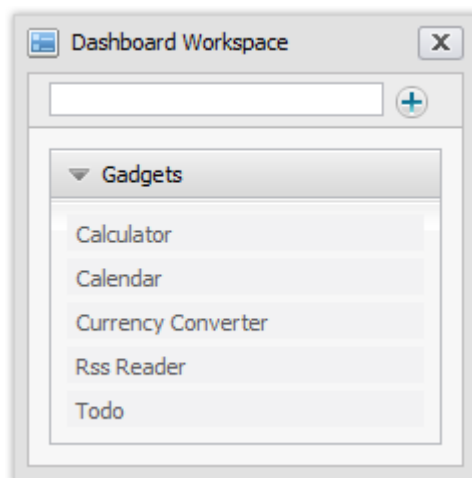 Dashboard Workspace
Gadgets
Calculator
Calendar
Currency Converter
Rss Reader
Todo